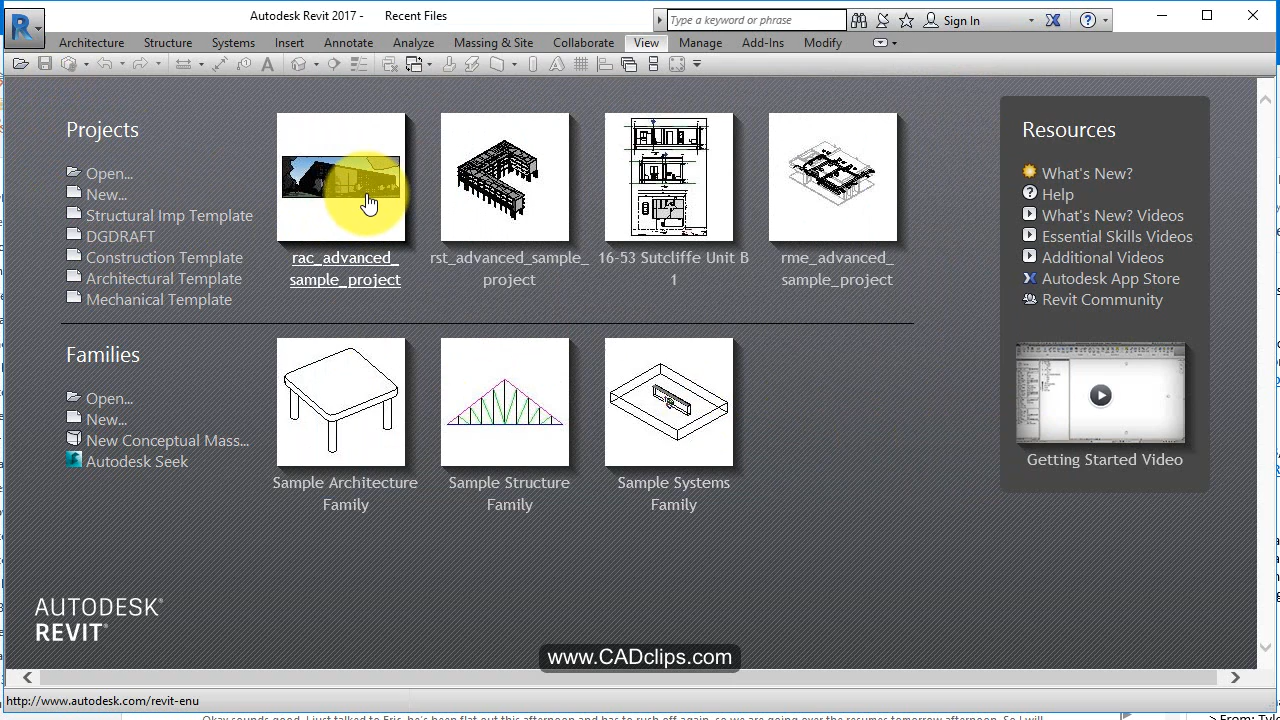 Autodesk Revit 2017 - Recent Files
Type a keyword or phrase
Sign In
Architecture Structure Systems Insert Annotate Analyze Massing & Site Collaborate View Manage Add-Ins Modify
Projects
Open...
New...
Structural Imp Template
DGDRAFT
Construction Template
Architectural Template
Mechanical Template
rac_advanced_
sample_project
rst_advanced_sample_
project
16-53 Sutcliffe Unit B
1
rme_advanced_
sample_project
Families
Open...
New...
New Conceptual Mass...
Autodesk Seek
Sample Architecture
Family
Sample Structure
Family
Sample Systems
Family
Resources
What's New?
Help
What's New? Videos
Essential Skills Videos
Additional Videos
Autodesk App Store
Revit Community
Getting Started Video
AUTODESK®
REVIT®
www.CADclips.com
http://www.autodesk.com/revit-enu